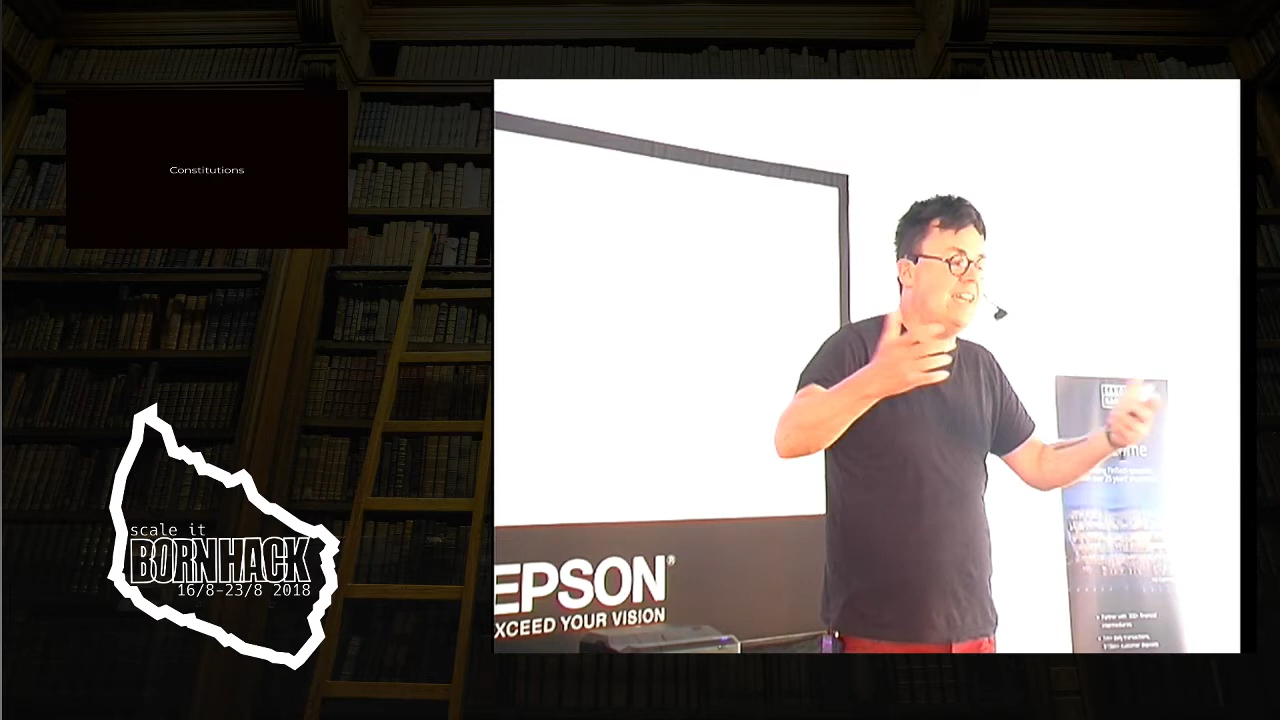 Constitutions
scale it
BORNHACK
16/8-23/8 2018
EPSON®
XCEED YOUR VISION